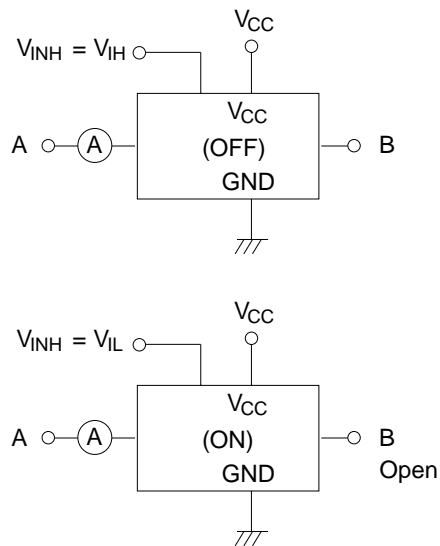 VCC
VINH = VIH
VCC
A A (OFF) B
GND
VCC
VINH = VIL
VCC
A A (ON) B
GND Open